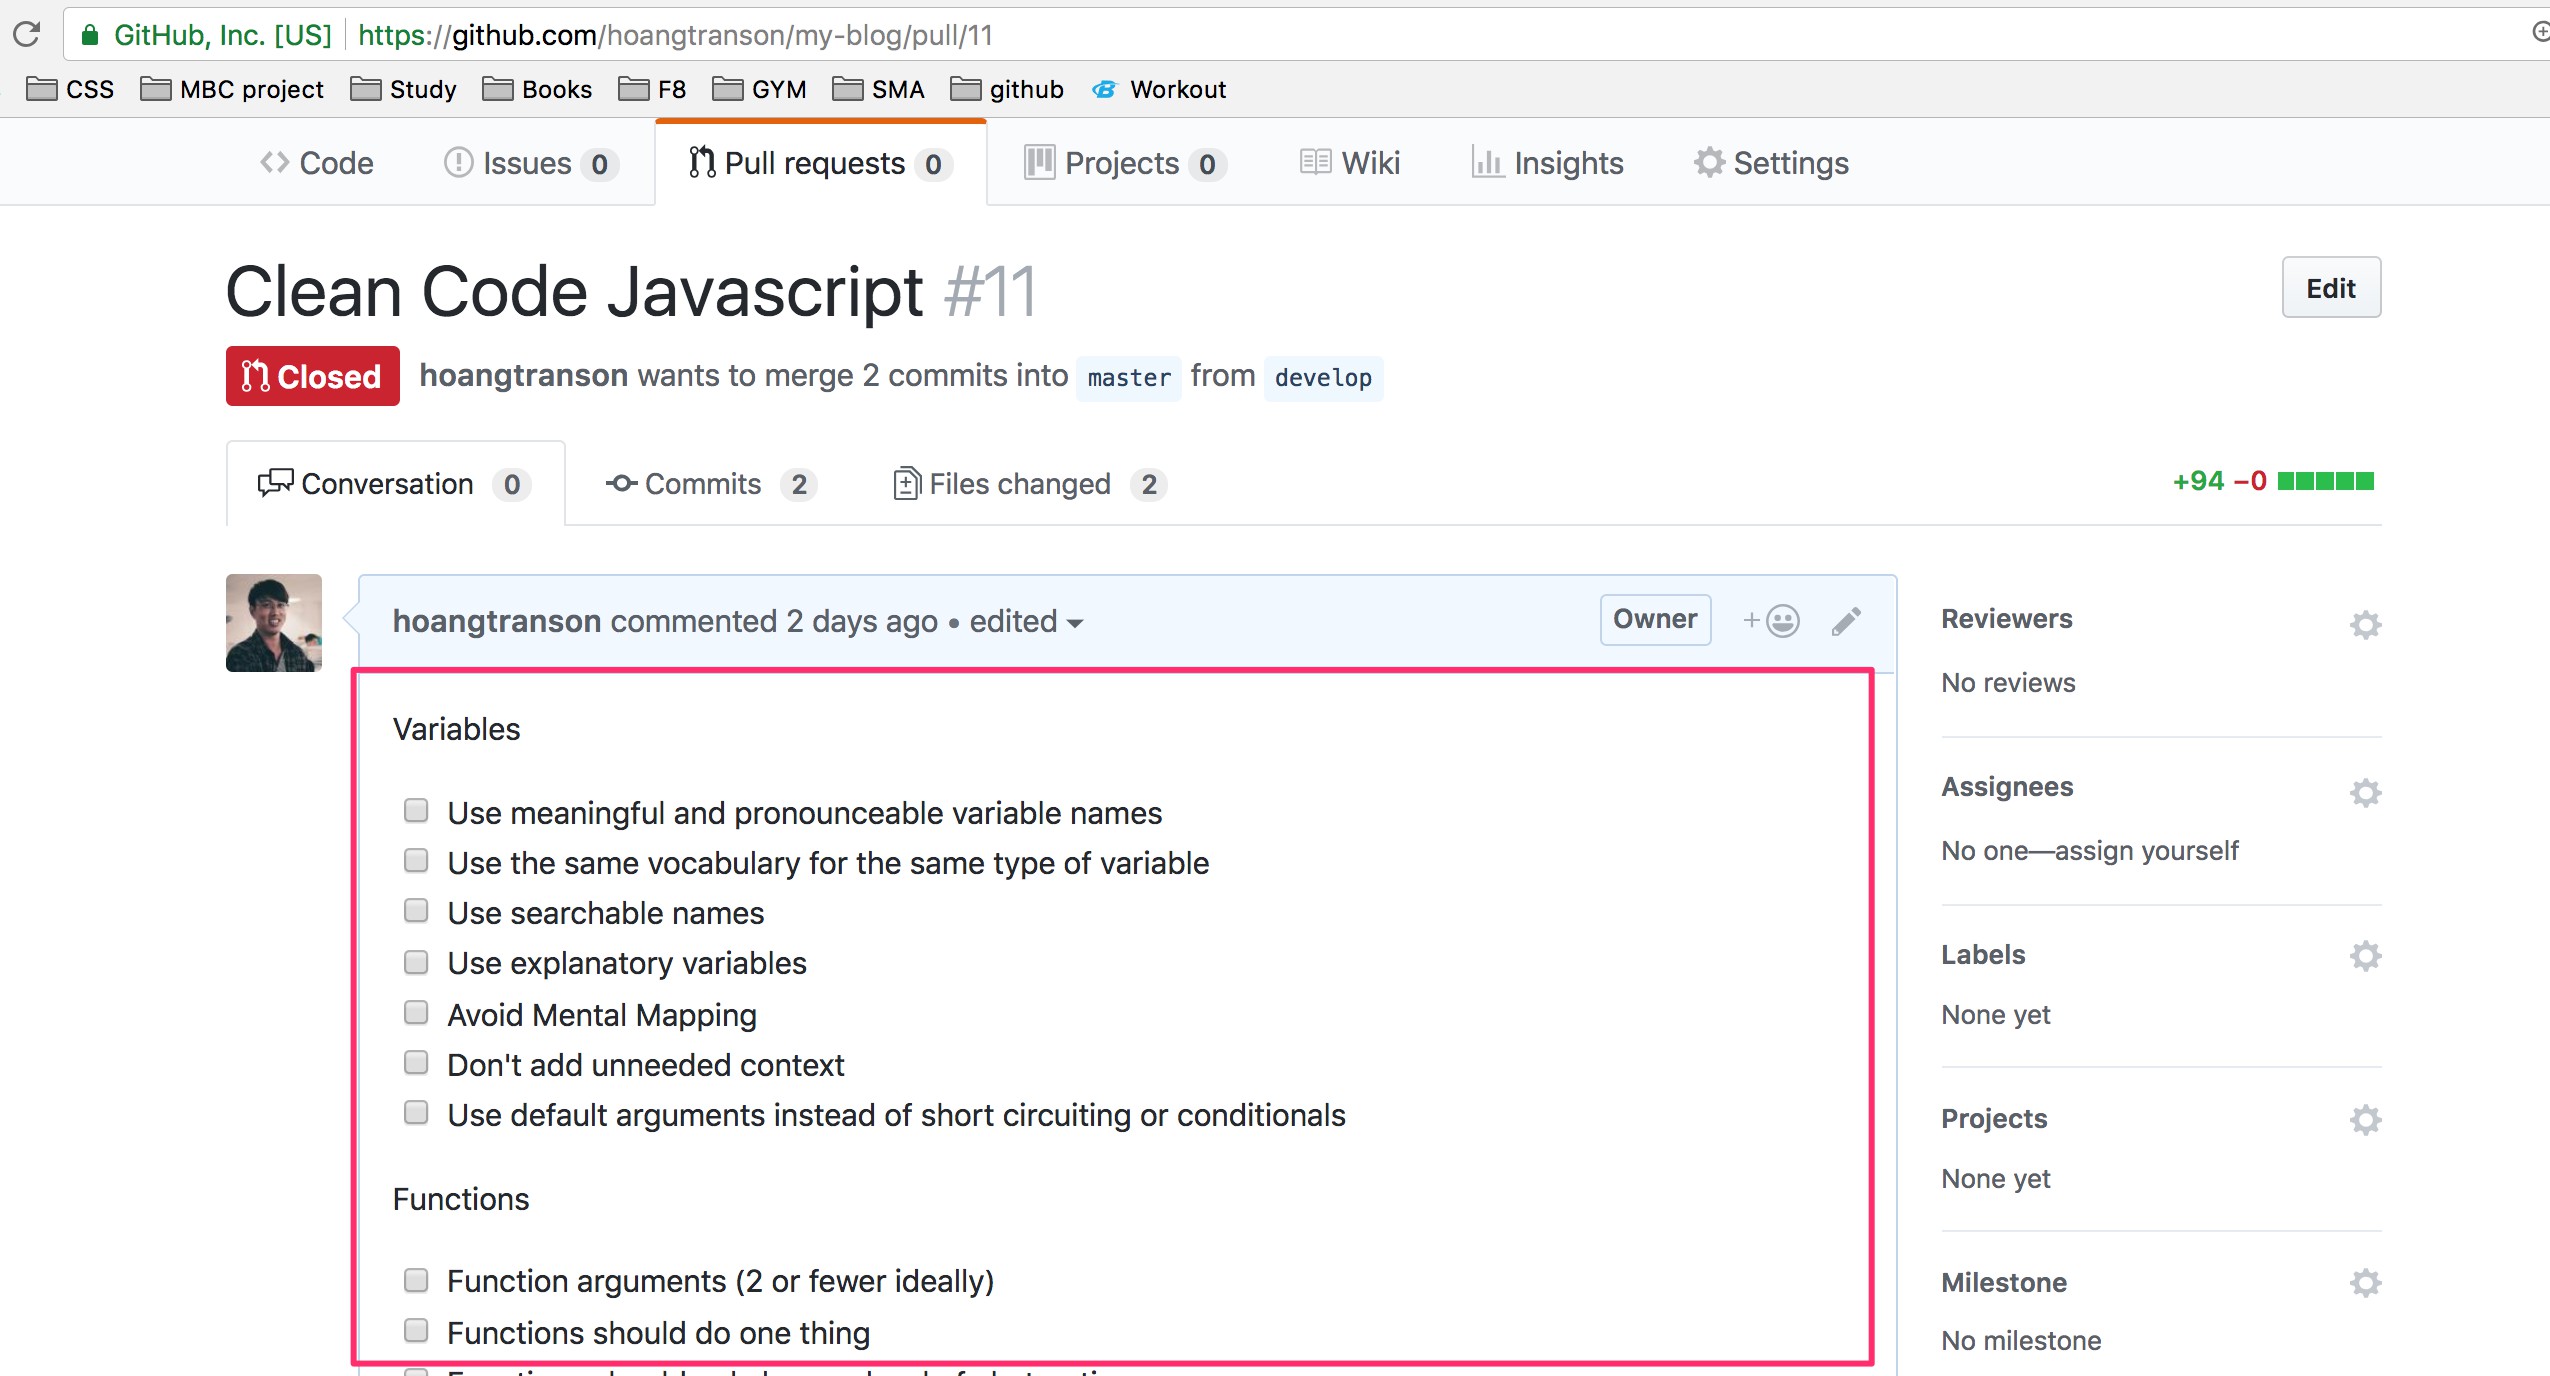 GitHub, Inc. [US] https://github.com/hoangtranson/my-blog/pull/11
CSS MBC project Study Books F8 GYM SMA github Workout
Code Issues 0 Pull requests 0 Projects 0 Wiki Insights Settings
Clean Code Javascript #11
Edit
Closed hoangtranson wants to merge 2 commits into master from develop
Conversation 0 Commits 2 Files changed 2 +94 −0
hoangtranson commented 2 days ago • edited Owner
Variables
Use meaningful and pronounceable variable names
Use the same vocabulary for the same type of variable
Use searchable names
Use explanatory variables
Avoid Mental Mapping
Don't add unneeded context
Use default arguments instead of short circuiting or conditionals
Functions
Function arguments (2 or fewer ideally)
Functions should do one thing
Reviewers
No reviews
Assignees
No one—assign yourself
Labels
None yet
Projects
None yet
Milestone
No milestone